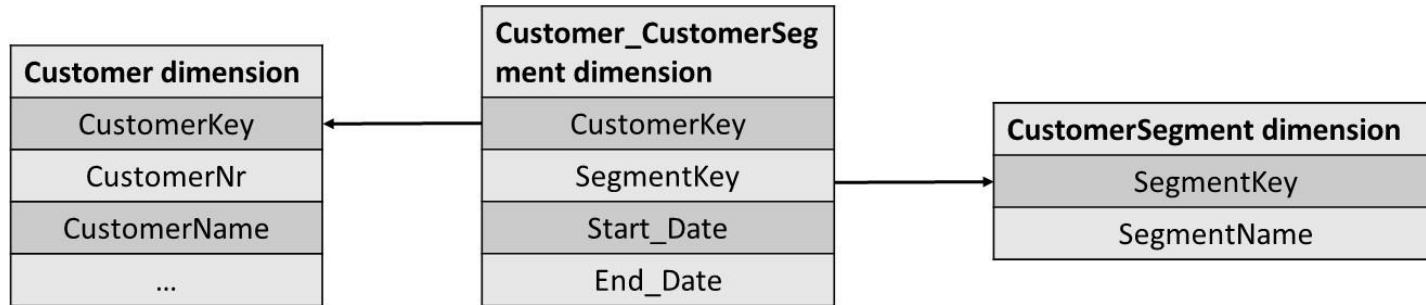 Customer dimension
CustomerKey
CustomerNr
CustomerName
...
Customer_CustomerSeg
ment dimension
CustomerKey
SegmentKey
Start_Date
End_Date
CustomerSegment dimension
SegmentKey
SegmentName